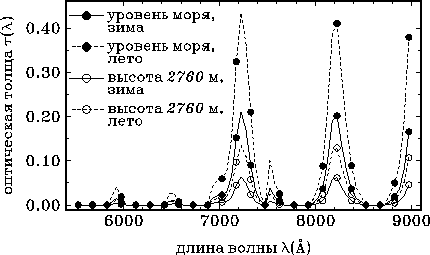 оптическая толща τ(λ)
0.40
0.30
0.20
0.10
0.00
уровень моря,
зима
уровень моря,
лето
высота 2760 м,
зима
высота 2760 м,
лето
6000
7000
8000
9000
длина волны λ(Å)